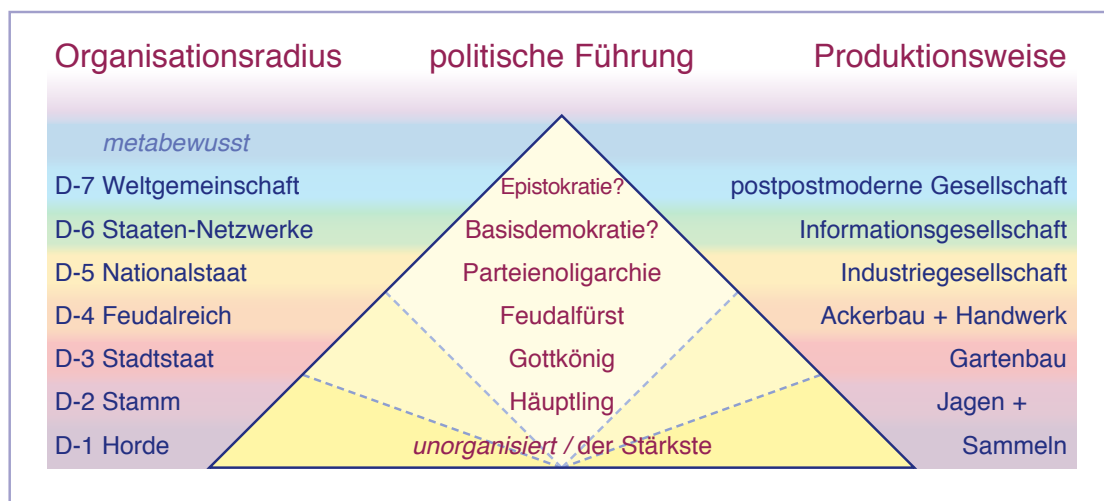 Organisationsradius politische Führung Produktionsweise
metabewusst
D-7 Weltgemeinschaft Epistokratie? postpostmoderne Gesellschaft
D-6 Staaten-Netzwerke Basisdemokratie? Informationsgesellschaft
D-5 Nationalstaat Parteienoligarchie Industriegesellschaft
D-4 Feudalreich Feudalfürst Ackerbau + Handwerk
D-3 Stadtstaat Gottkönig Gartenbau
D-2 Stamm Häuptling Jagen +
D-1 Horde unorganisiert / der Stärkste Sammeln